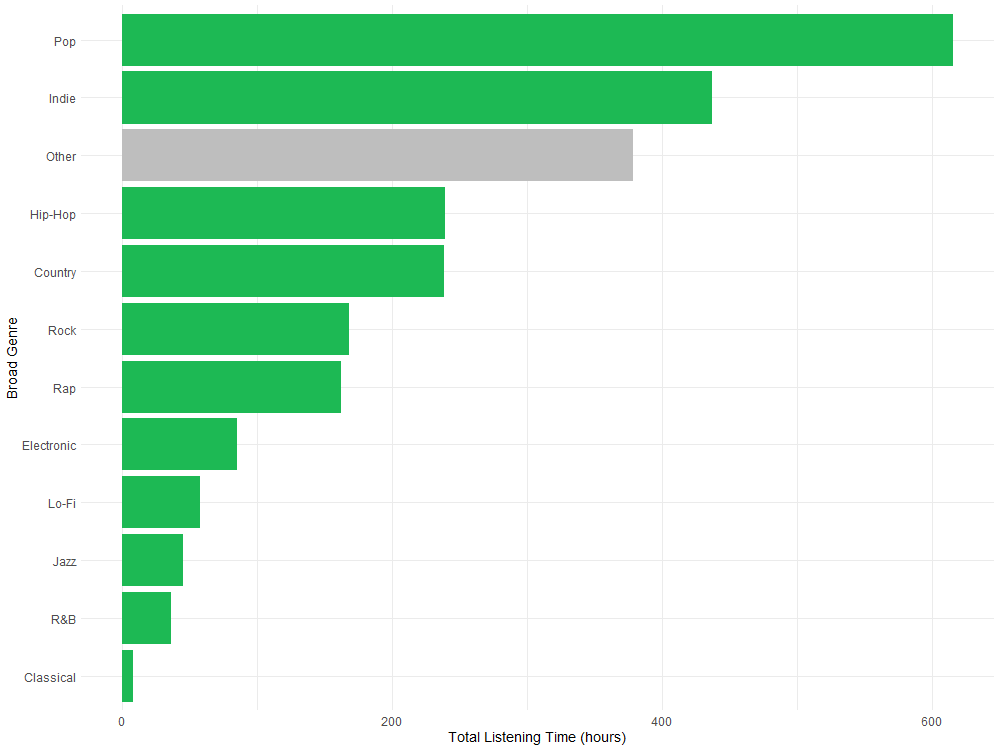 Pop
Indie
Other
Hip-Hop
Country
Rock
Rap
Electronic
Lo-Fi
Jazz
R&B
Classical
Broad Genre
0 200 400 600
Total Listening Time (hours)